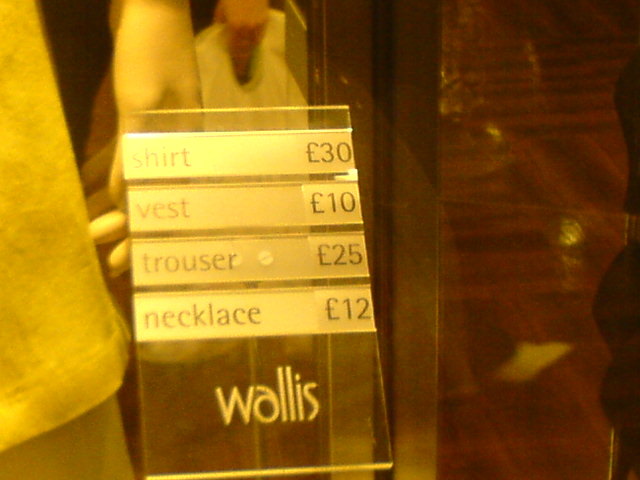 shirt £30
vest £10
trouser £25
necklace £12
wallis